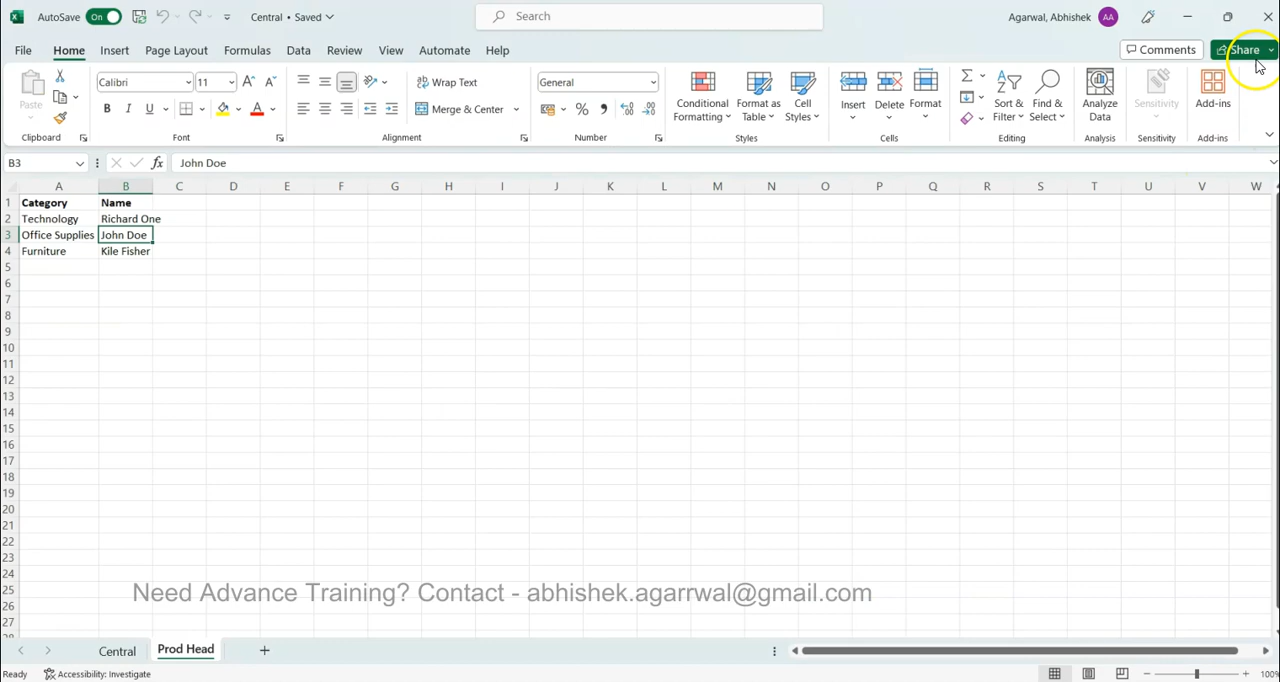 AutoSave On Central • Saved Search Agarwal, Abhishek AA
File Home Insert Page Layout Formulas Data Review View Automate Help Comments Share
Paste Calibri 11 Wrap Text General Conditional Formatting Format as Table Cell Styles Insert Delete Format Sort & Filter Find & Select Analyze Data Sensitivity Add-ins
B I U A Merge & Center %
Clipboard Font Alignment Number Styles Cells Editing Analysis Sensitivity Add-ins
B3 fx John Doe
A B C D E F G H I J K L M N O P Q R S T U V W
1 Category Name
2 Technology Richard One
3 Office Supplies John Doe
4 Furniture Kile Fisher
5
6
7
8
9
10
11
12
13
14
15
16
17
18
19
20
21
22
23
24
25
26
27
28
Need Advance Training? Contact - abhishek.agarrwal@gmail.com
Central Prod Head +
Ready Accessibility: Investigate 100%